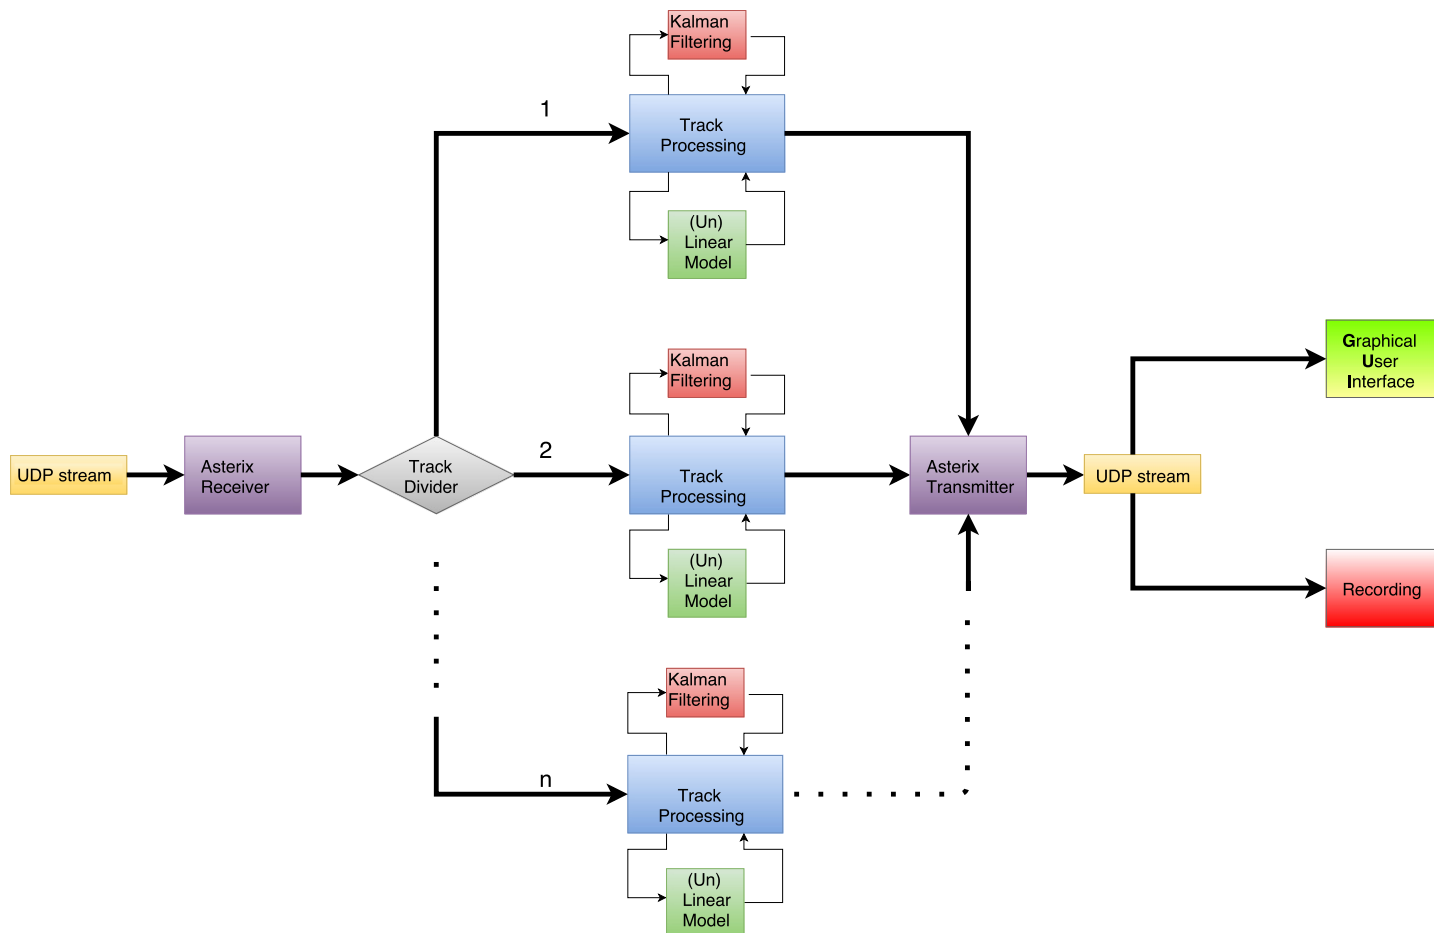 Kalman
Filtering
1
Track
Processing
(Un)
Linear
Model
Kalman
Filtering
Graphical
User
Interface
UDP stream
Asterix
Receiver
Track
Divider
2
Track
Processing
Asterix
Transmitter
UDP stream
(Un)
Linear
Model
Recording
Kalman
Filtering
n
Track
Processing
(Un)
Linear
Model